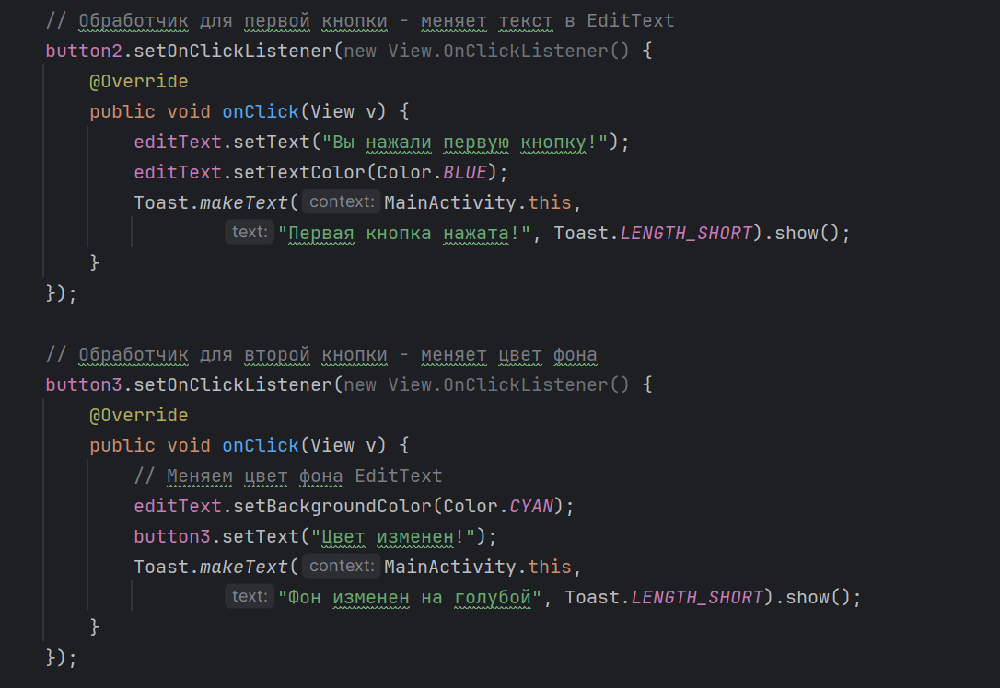 // Обработчик для первой кнопки - меняет текст в EditText
button2.setOnClickListener(new View.OnClickListener() {
    @Override
    public void onClick(View v) {
        editText.setText("Вы нажали первую кнопку!");
        editText.setTextColor(Color.BLUE);
        Toast.makeText( context: MainActivity.this,
                text: "Первая кнопка нажата!", Toast.LENGTH_SHORT).show();
    }
});

// Обработчик для второй кнопки - меняет цвет фона
button3.setOnClickListener(new View.OnClickListener() {
    @Override
    public void onClick(View v) {
        // Меняем цвет фона EditText
        editText.setBackgroundColor(Color.CYAN);
        button3.setText("Цвет изменен!");
        Toast.makeText( context: MainActivity.this,
                text: "Фон изменен на голубой", Toast.LENGTH_SHORT).show();
    }
});